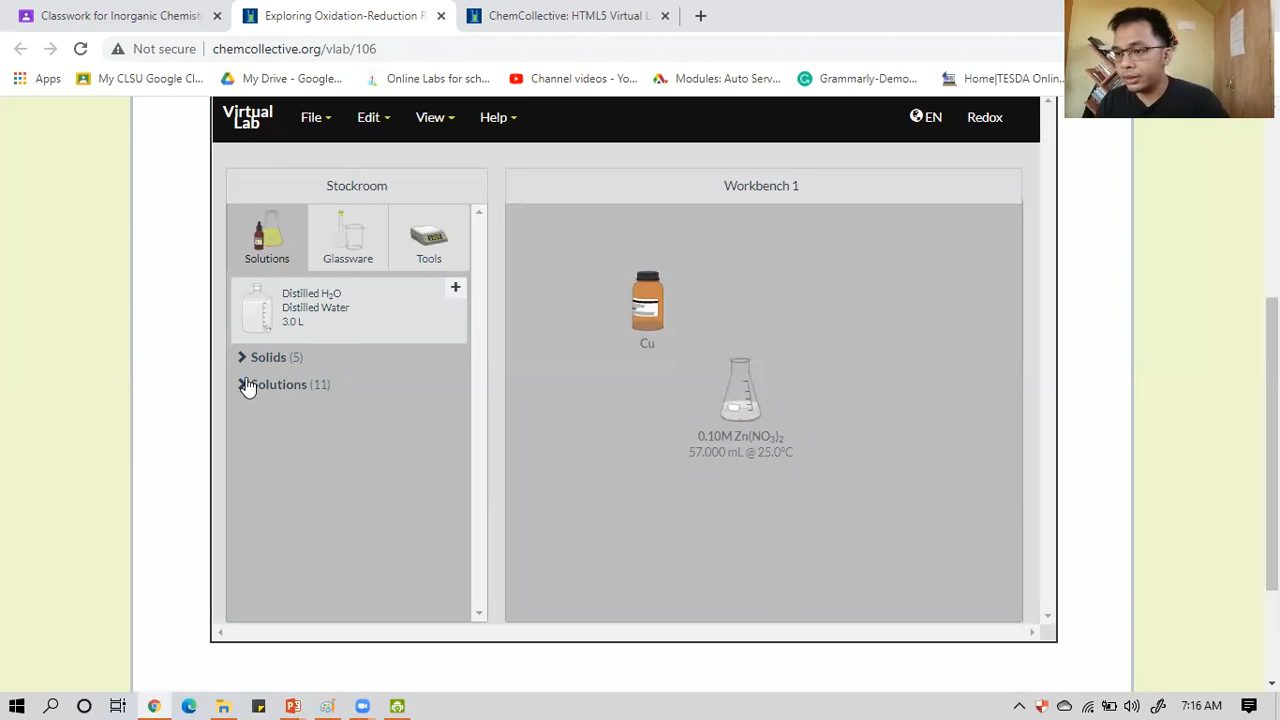 Classwork for Inorganic Chemist
Exploring Oxidation-Reduction R
ChemCollective: HTML5 Virtual L
Not secure
chemcollective.org/vlab/106
Apps
My CLSU Google Cl...
My Drive - Google...
Online Labs for sch...
Channel videos - Yo...
Modules: Auto Serv...
Grammarly-Demo...
Home|TESDA Onlin
Virtual
Lab
File
Edit
View
Help
EN
Redox
Stockroom
Workbench 1
Solutions
Glassware
Tools
Distilled H₂O
Distilled Water
3.0 L
Solids (5)
Solutions (11)
Cu
0.10M Zn(NO₃)₂
57.000 mL @ 25.0°C
7:16 AM